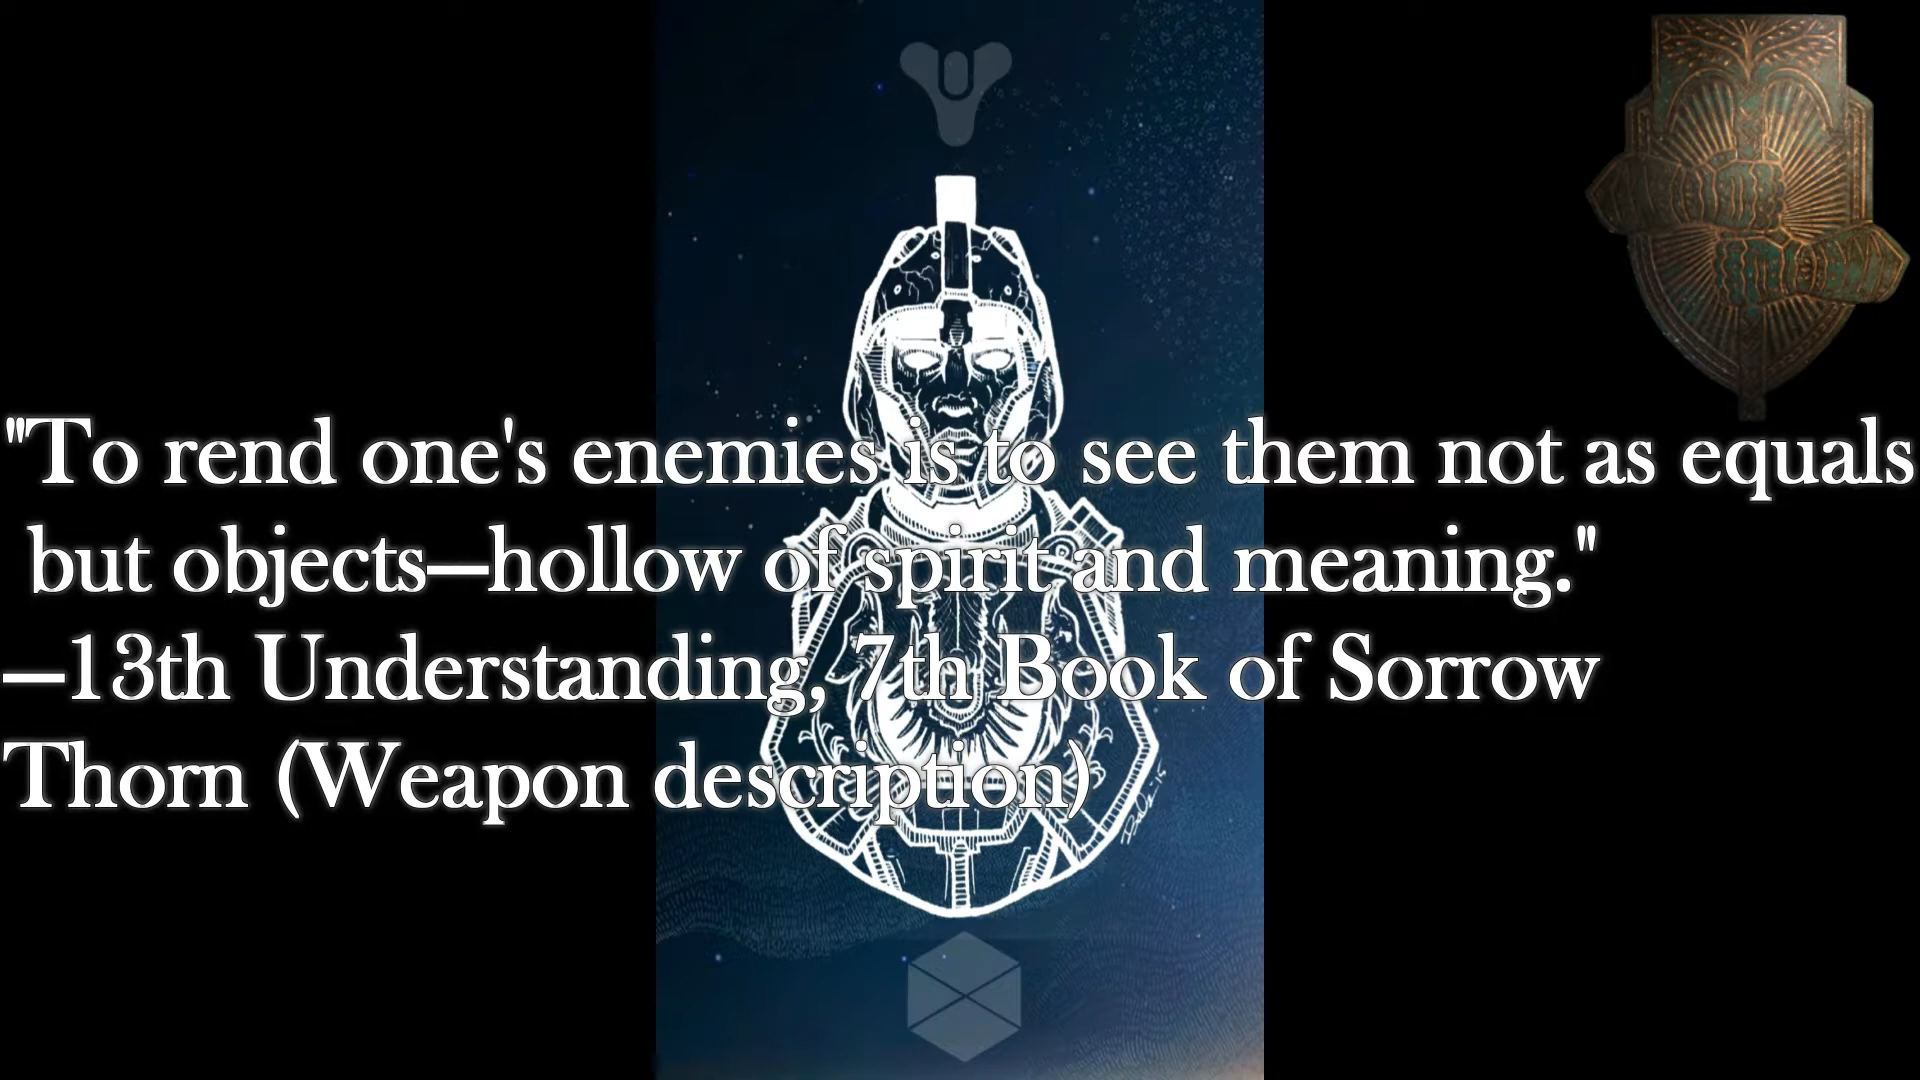 "To rend one's enemies is to see them not as equals
but objects—hollow of spirit and meaning."
—13th Understanding, 7th Book of Sorrow
Thorn (Weapon description)